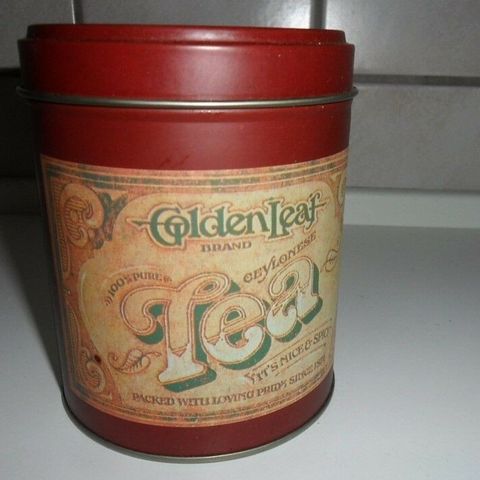 Golden Leaf
BRAND
100% PURE
CEYLONESE
Tea
IT'S NICE & SPICY
PACKED WITH LOVING PRIDE SINCE